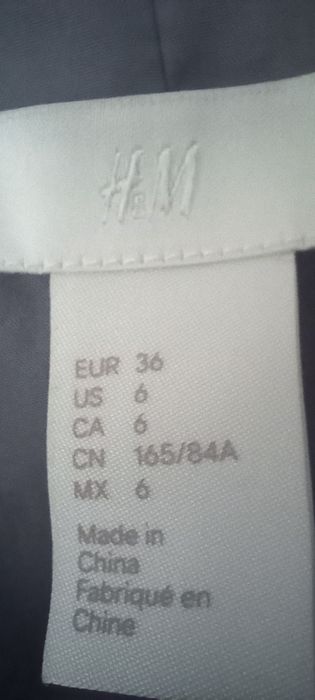 H&M
EUR 36
US 6
CA 6
CN 165/84A
MX 6
Made in
China
Fabriqué en
Chine